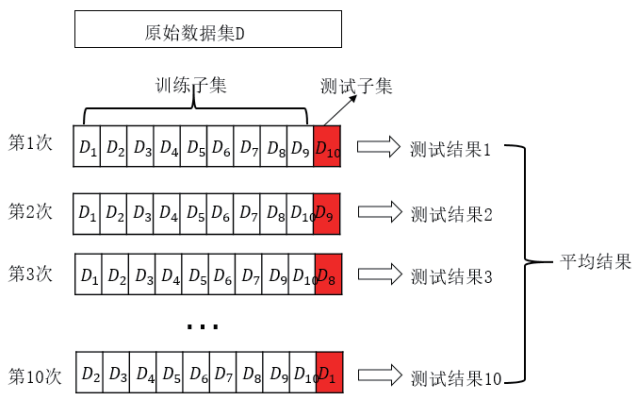 原始数据集D
训练子集
测试子集
第1次 D₁ D₂ D₃ D₄ D₅ D₆ D₇ D₈ D₉ D₁₀ 测试结果1
第2次 D₁ D₂ D₃ D₄ D₅ D₆ D₇ D₈ D₁₀ D₉ 测试结果2
平均结果
第3次 D₁ D₂ D₃ D₄ D₅ D₆ D₇ D₉ D₁₀ D₈ 测试结果3
...
第10次 D₂ D₃ D₄ D₅ D₆ D₇ D₈ D₉ D₁₀ D₁ 测试结果10